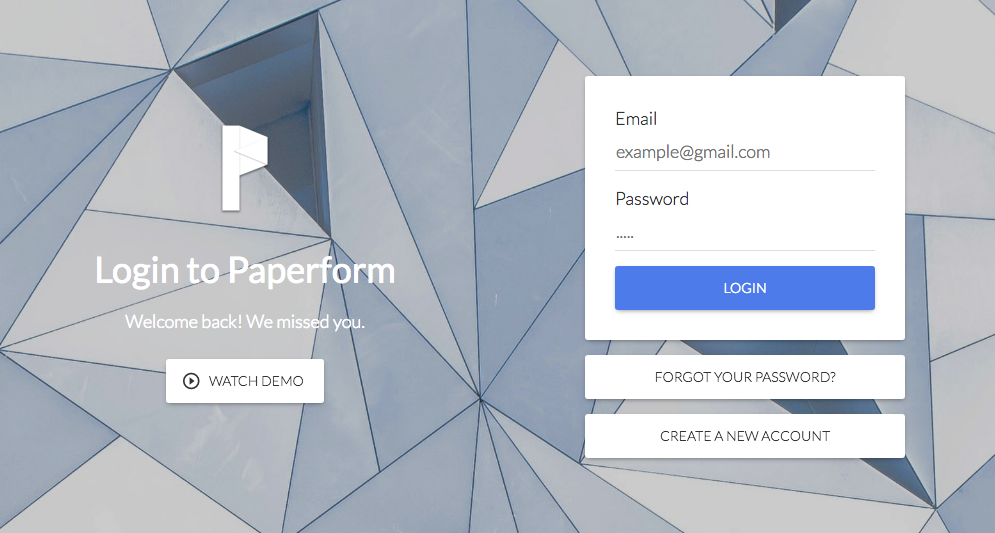 Login to Paperform
Welcome back! We missed you.
WATCH DEMO
Email
example@gmail.com
Password
.....
LOGIN
FORGOT YOUR PASSWORD?
CREATE A NEW ACCOUNT